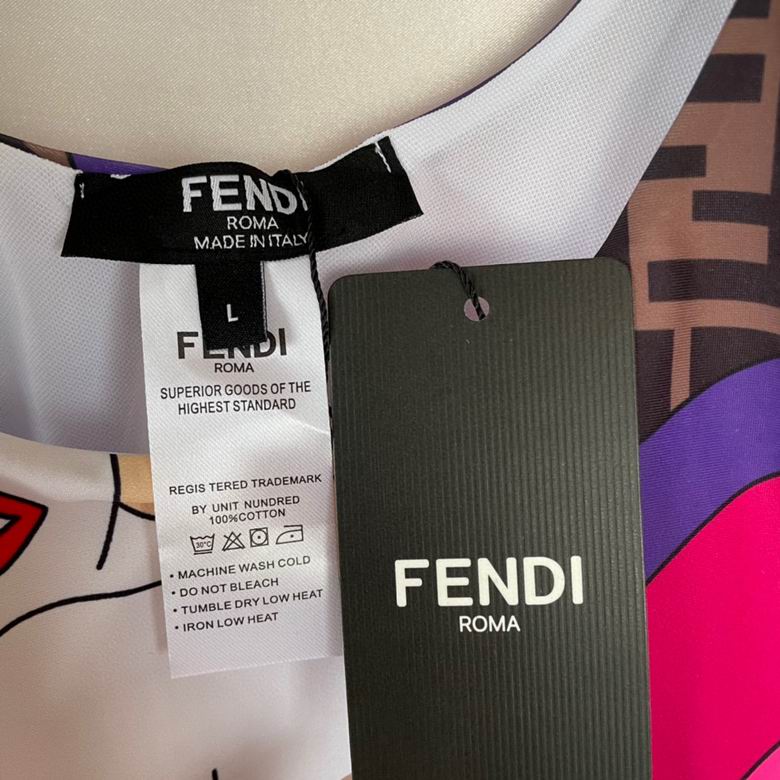 FENDI
ROMA
MADE IN ITALY
L
FENDI
ROMA
SUPERIOR GOODS OF THE
HIGHEST STANDARD
REGIS TERED TRADEMARK
BY UNIT NUNDRED
100%COTTON
30°C
• MACHINE WASH COLD
• DO NOT BLEACH
• TUMBLE DRY LOW HEAT
• IRON LOW HEAT
FENDI
ROMA